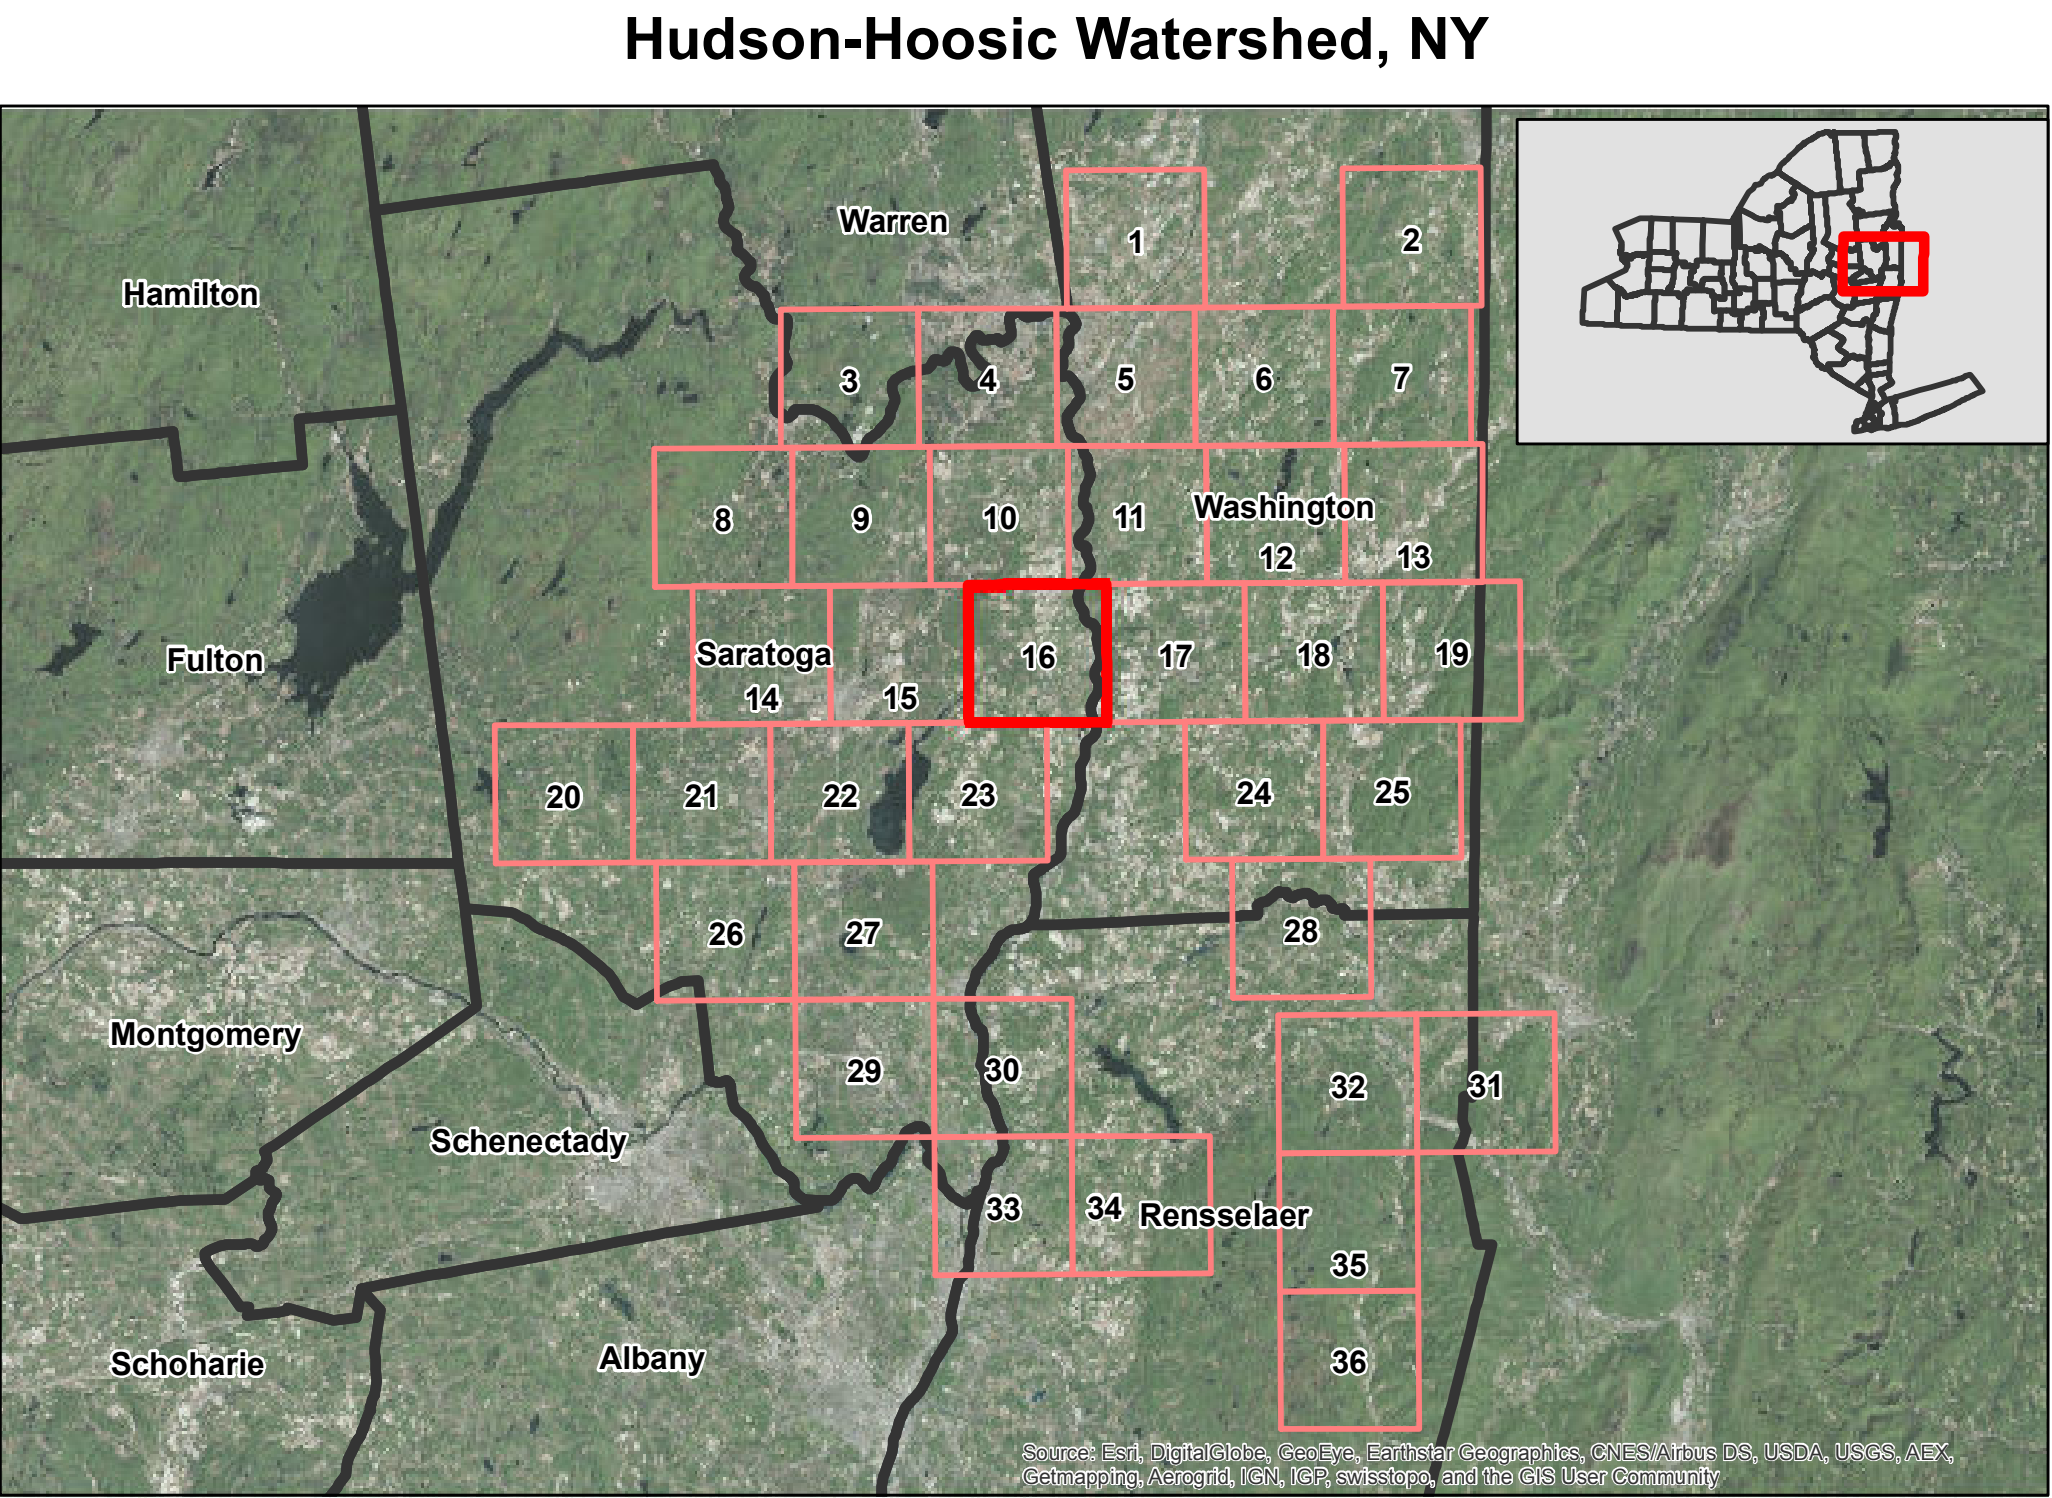 Hudson-Hoosic Watershed, NY
Warren
1
2
Hamilton
3
4
5
6
7
8
9
10
11
Washington
12
13
Fulton
Saratoga
14
15
16
17
18
19
20
21
22
23
24
25
26
27
28
Montgomery
29
30
32
31
Schenectady
33
34
Rensselaer
35
Schoharie
Albany
36
Source: Esri, DigitalGlobe, GeoEye, Earthstar Geographics, CNES/Airbus DS, USDA, USGS, AEX,
Getmapping, Aerogrid, IGN, IGP, swisstopo, and the GIS User Community